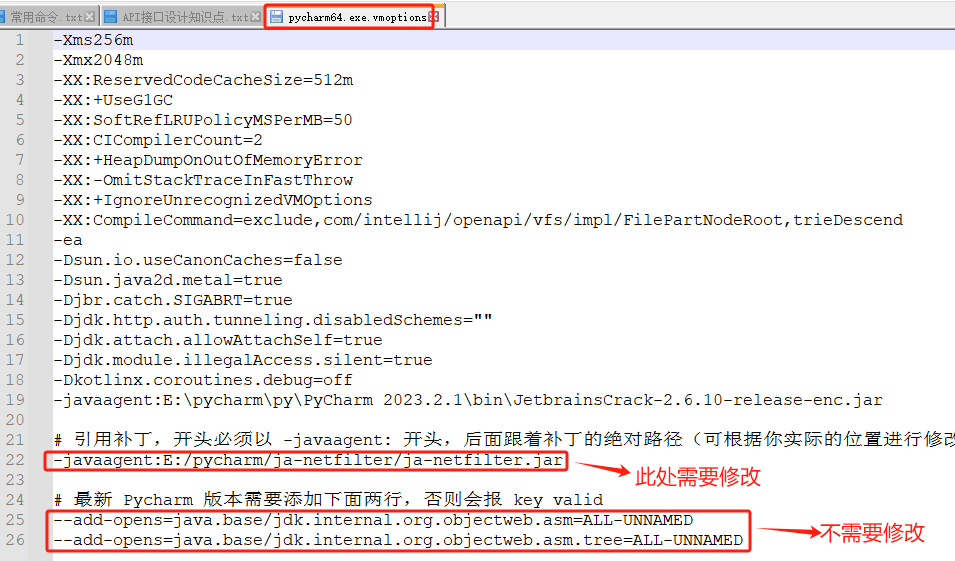 常用命令.txt API接口设计知识点.txt pycharm64.exe.vmoptions
1 -Xms256m
2 -Xmx2048m
3 -XX:ReservedCodeCacheSize=512m
4 -XX:+UseG1GC
5 -XX:SoftRefLRUPolicyMSPerMB=50
6 -XX:CICompilerCount=2
7 -XX:+HeapDumpOnOutOfMemoryError
8 -XX:-OmitStackTraceInFastThrow
9 -XX:+IgnoreUnrecognizedVMOptions
10 -XX:CompileCommand=exclude,com/intellij/openapi/vfs/impl/FilePartNodeRoot,trieDescend
11 -ea
12 -Dsun.io.useCanonCaches=false
13 -Dsun.java2d.metal=true
14 -Djbr.catch.SIGABRT=true
15 -Djdk.http.auth.tunneling.disabledSchemes=""
16 -Djdk.attach.allowAttachSelf=true
17 -Djdk.module.illegalAccess.silent=true
18 -Dkotlinx.coroutines.debug=off
19 -javaagent:E:\pycharm\py\PyCharm 2023.2.1\bin\JetbrainsCrack-2.6.10-release-enc.jar
20
21 # 引用补丁，开头必须以 -javaagent: 开头，后面跟着补丁的绝对路径（可根据你实际的位置进行修改
22 -javaagent:E:/pycharm/ja-netfilter/ja-netfilter.jar
此处需要修改
23
24 # 最新 Pycharm 版本需要添加下面两行，否则会报 key valid
25 --add-opens=java.base/jdk.internal.org.objectweb.asm=ALL-UNNAMED
26 --add-opens=java.base/jdk.internal.org.objectweb.asm.tree=ALL-UNNAMED
不需要修改